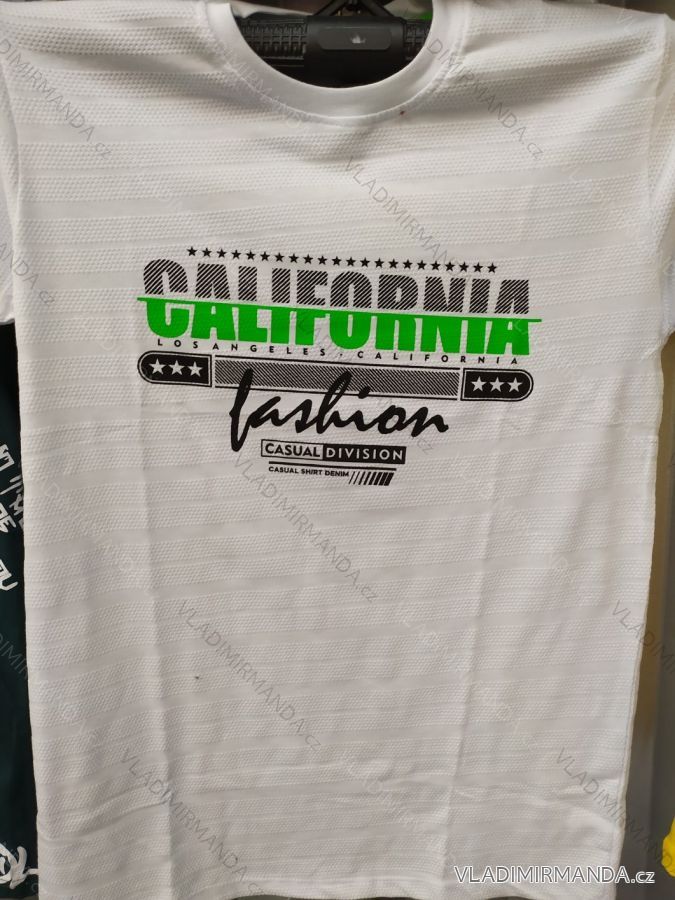 CALIFORNIA
LOS ANGELES · CALIFORNIA
fashion
CASUAL DIVISION
CASUAL SHIRT DENIM
VLADIMIRMANDA.cz